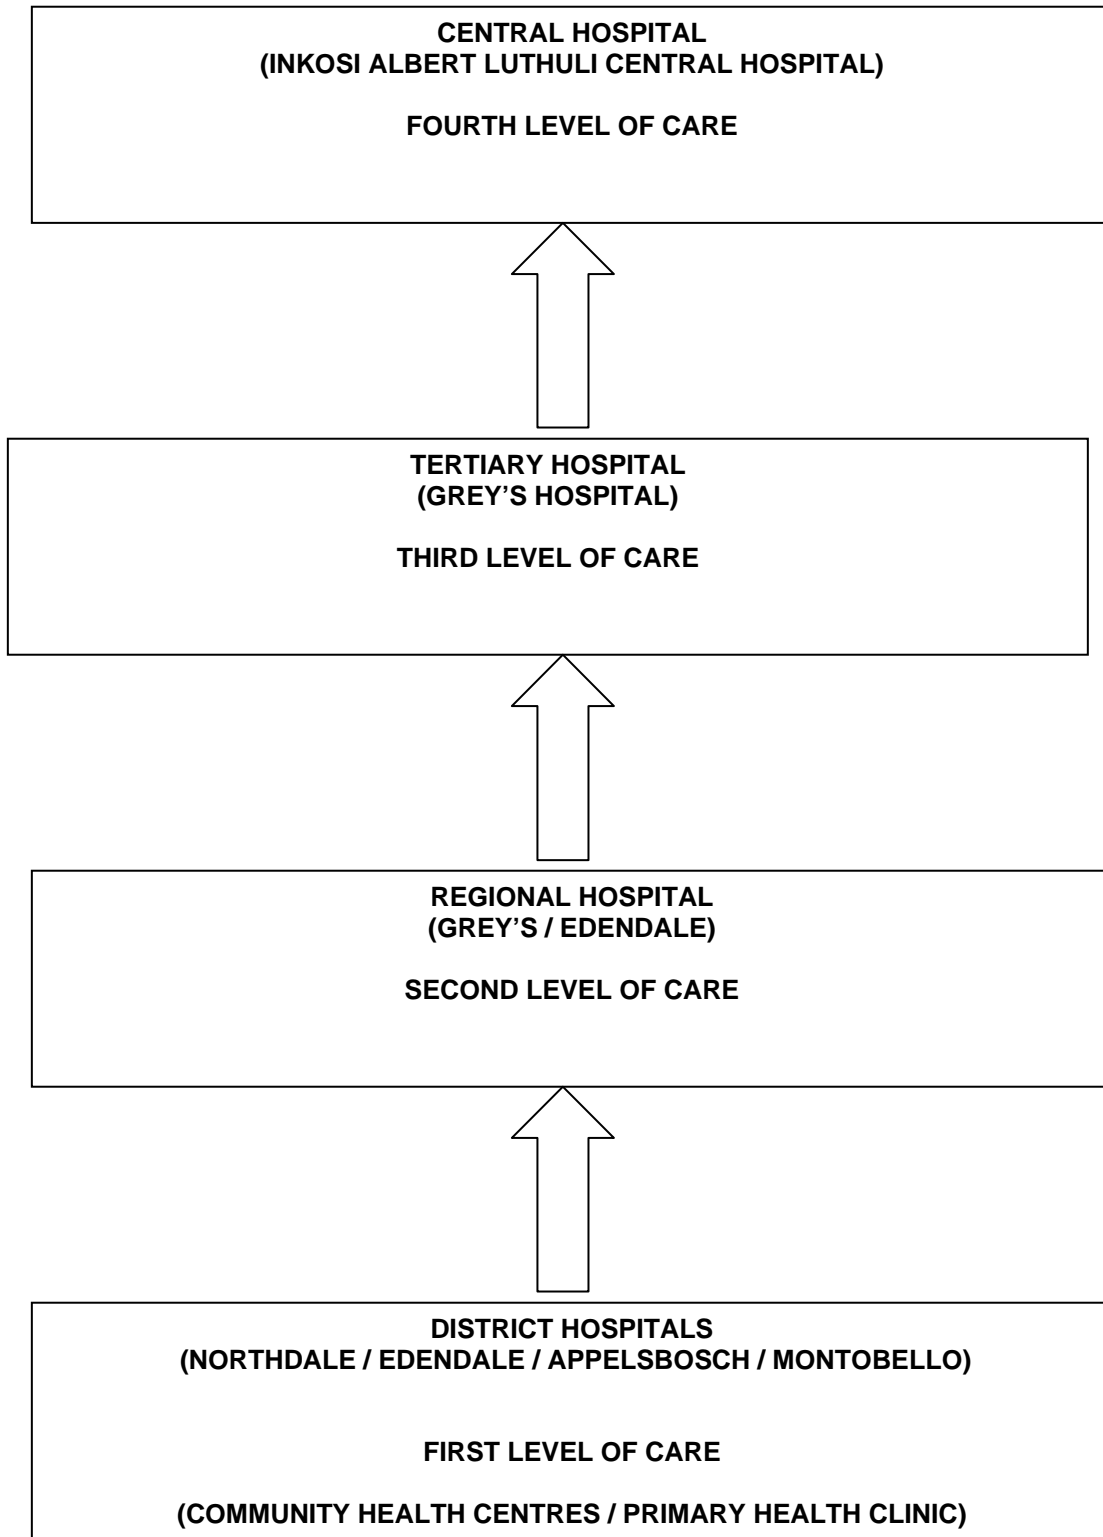 CENTRAL HOSPITAL
(INKOSI ALBERT LUTHULI CENTRAL HOSPITAL)
FOURTH LEVEL OF CARE
TERTIARY HOSPITAL
(GREY’S HOSPITAL)
THIRD LEVEL OF CARE
REGIONAL HOSPITAL
(GREY’S / EDENDALE)
SECOND LEVEL OF CARE
DISTRICT HOSPITALS
(NORTHDALE / EDENDALE / APPELSBOSCH / MONTOBELLO)
FIRST LEVEL OF CARE
(COMMUNITY HEALTH CENTRES / PRIMARY HEALTH CLINIC)